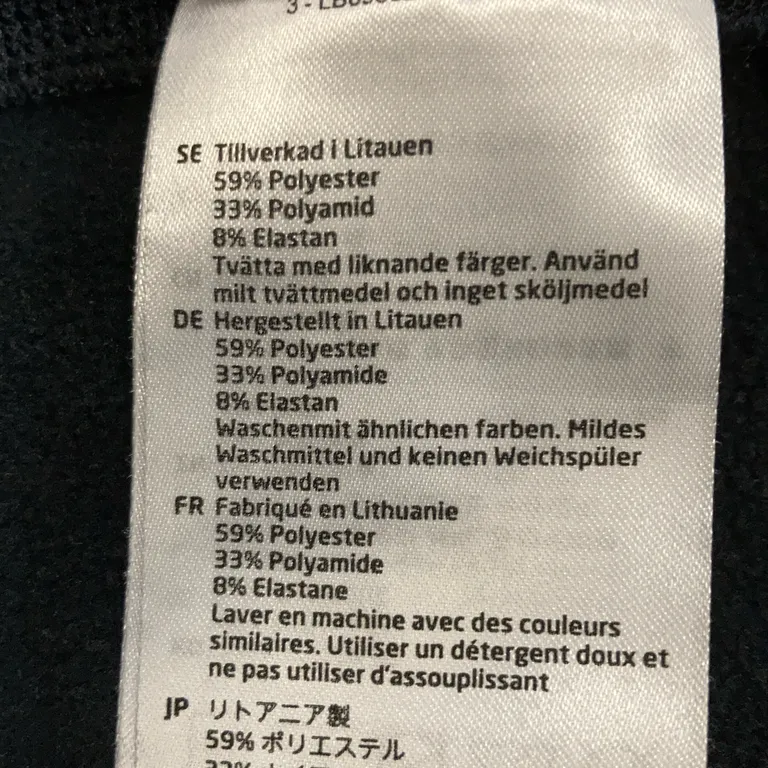 SE Tillverkad i Litauen
59% Polyester
33% Polyamid
8% Elastan
Tvätta med liknande färger. Använd
milt tvättmedel och inget sköljmedel
DE Hergestellt in Litauen
59% Polyester
33% Polyamide
8% Elastan
Waschenmit ähnlichen farben. Mildes
Waschmittel und keinen Weichspüler
verwenden
FR Fabriqué en Lithuanie
59% Polyester
33% Polyamide
8% Elastane
Laver en machine avec des couleurs
similaires. Utiliser un détergent doux et
ne pas utiliser d'assouplissant
JP リトアニア製
59% ポリエステル